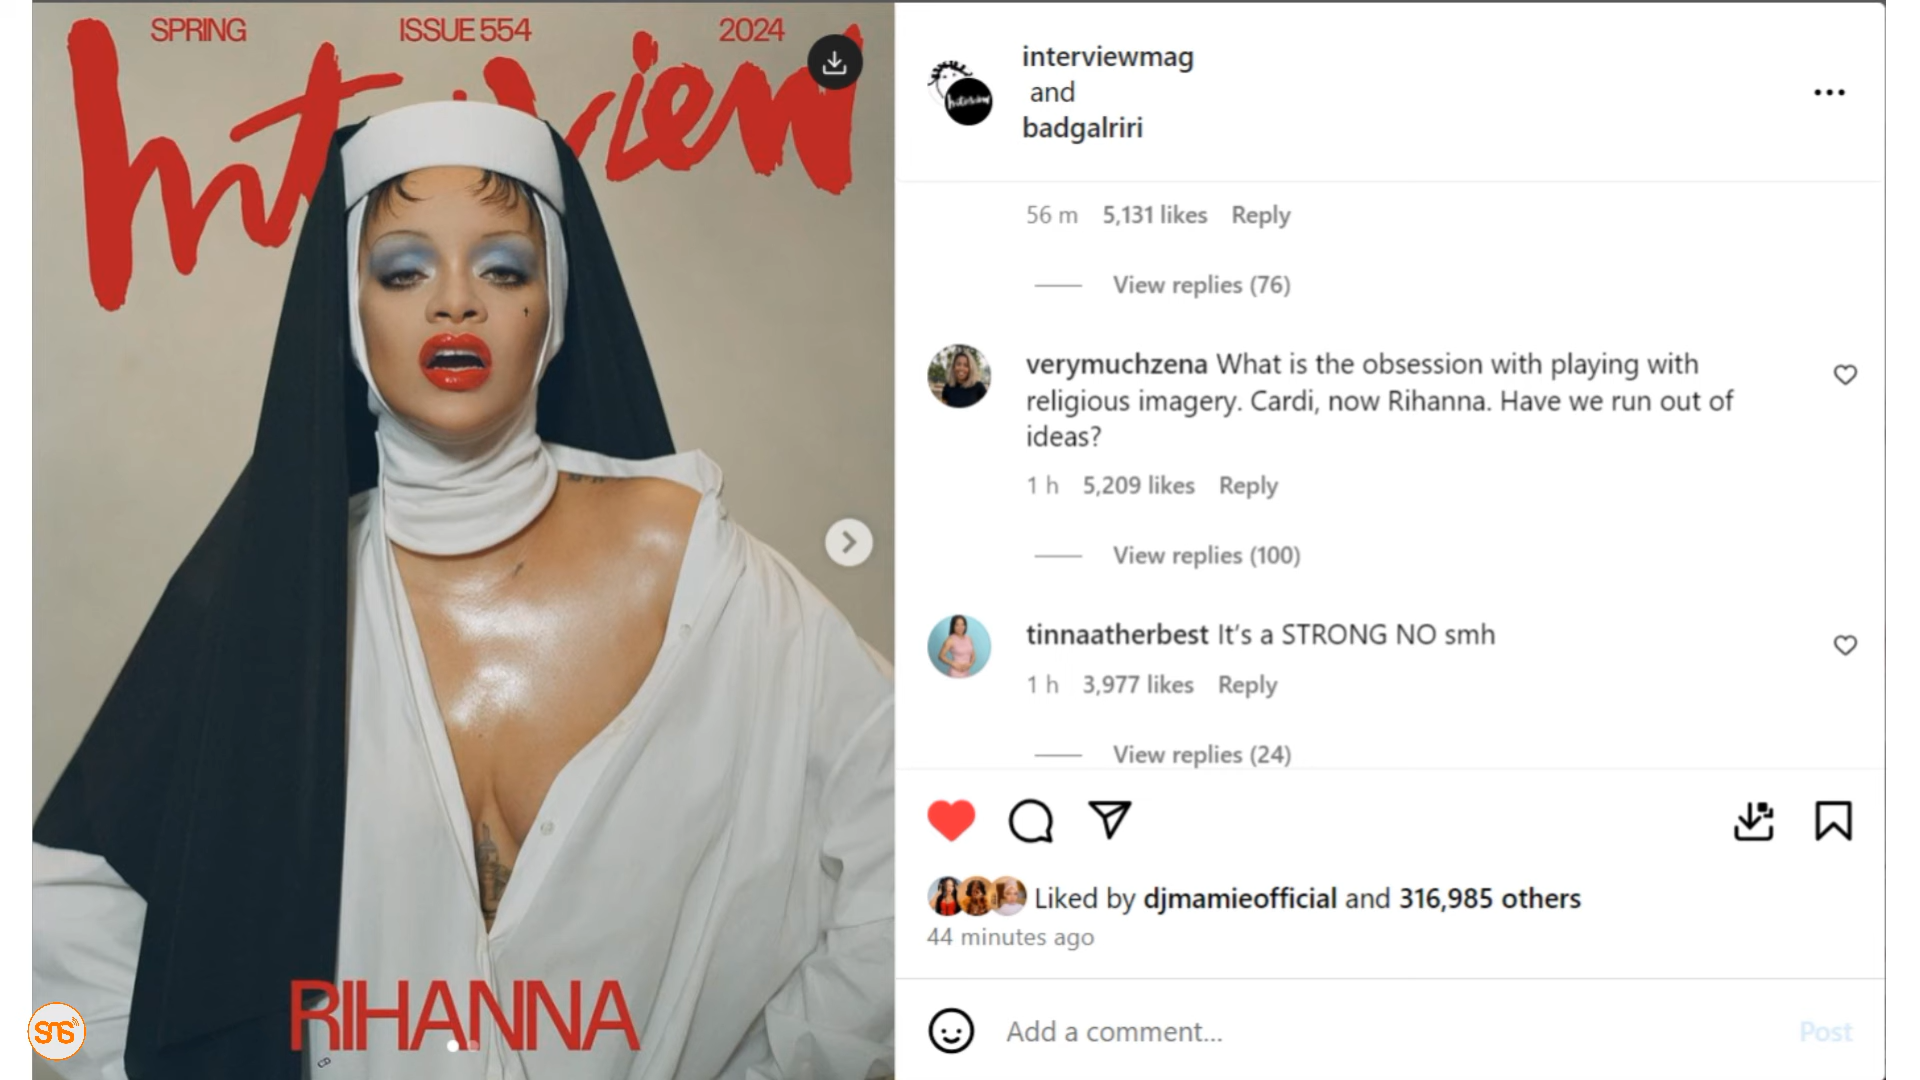 SPRING ISSUE 554 2024
Interview
RIHANNA
interviewmag
and
badgalriri
56 m 5,131 likes Reply
View replies (76)
verymuchzena What is the obsession with playing with
religious imagery. Cardi, now Rihanna. Have we run out of
ideas?
1 h 5,209 likes Reply
View replies (100)
tinnaatherbest It’s a STRONG NO smh
1 h 3,977 likes Reply
View replies (24)
Liked by djmamieofficial and 316,985 others
44 minutes ago
Add a comment...
Post
SNS